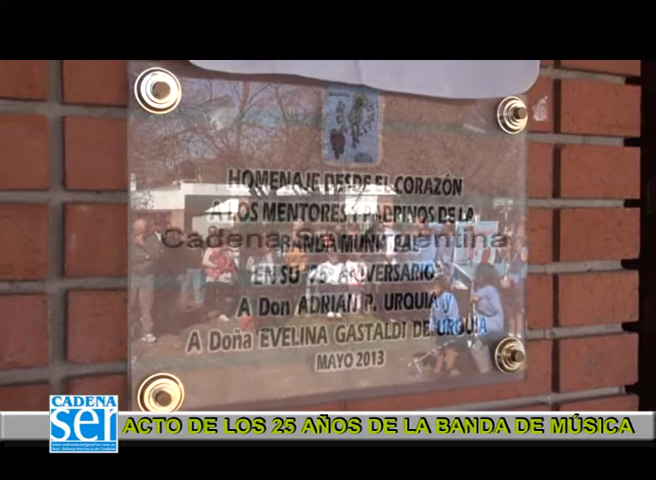 HOMENAJE DESDE EL CORAZÓN
A LOS MENTORES Y PADRINOS DE LA
BANDA MUNICIPAL
Cadena Ser Argentina
EN SU 25º ANIVERSARIO
A Don ADRIAN P. URQUIA y
A Doña EVELINA GASTALDI DE URQUIA
MAYO 2013
CADENA
ser
ACTO DE LOS 25 AÑOS DE LA BANDA DE MÚSICA